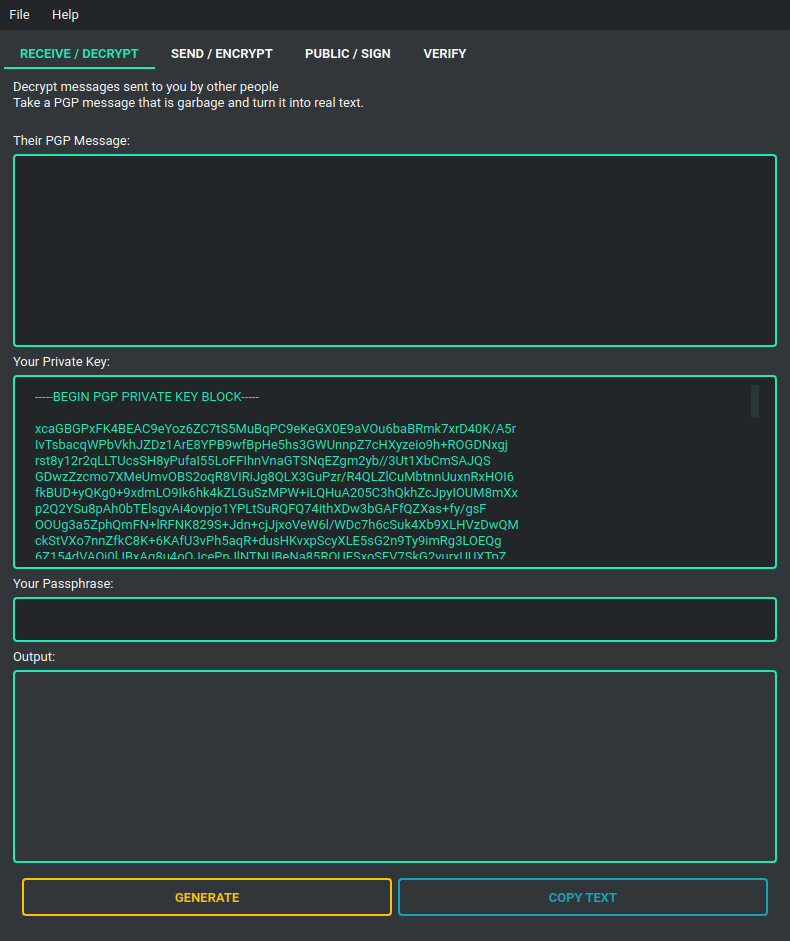 File Help
RECEIVE / DECRYPT SEND / ENCRYPT PUBLIC / SIGN VERIFY
Decrypt messages sent to you by other people
Take a PGP message that is garbage and turn it into real text.
Their PGP Message:
Your Private Key:
-----BEGIN PGP PRIVATE KEY BLOCK-----
xcaGBGPxFK4BEAC9eYoz6ZC7tS5MuBqPC9eKeGX0E9aVOu6baBRmk7xrD40K/A5r
IvTsbacqWPbVkhJZDz1ArE8YPB9wfBpHe5hs3GWUnnpZ7cHXyzeio9h+ROGDNxgj
rst8y12r2qLLTUcsSH8yPufaI55LoFFIhnVnaGTSNqEZgm2yb//3Ut1XbCmSAJQS
GDwzZzcmo7XMeUmvOBS2oqR8VIRiJg8QLX3GuPzr/R4QLZlCuMbtnnUuxnRxHOI6
fkBUD+yQKg0+9xdmLO9Ik6hk4kZLGuSzMPW+iLQHuA205C3hQkhZcJpyIOUM8mXx
p2Q2YSu8pAh0bTElsgvAi4ovpjo1YPLtSuRQFQ74ithXDw3bGAFfQZXas+fy/gsF
OOUg3a5ZphQmFN+lRFNK829S+Jdn+cjJjxoVeW6l/WDc7h6cSuk4Xb9XLHVzDwQM
ckStVXo7nnZfkC8K+6KAfU3vPh5aqR+dusHKvxpScyXLE5sG2n9Ty9imRg3LOEQg
Your Passphrase:
Output:
GENERATE COPY TEXT